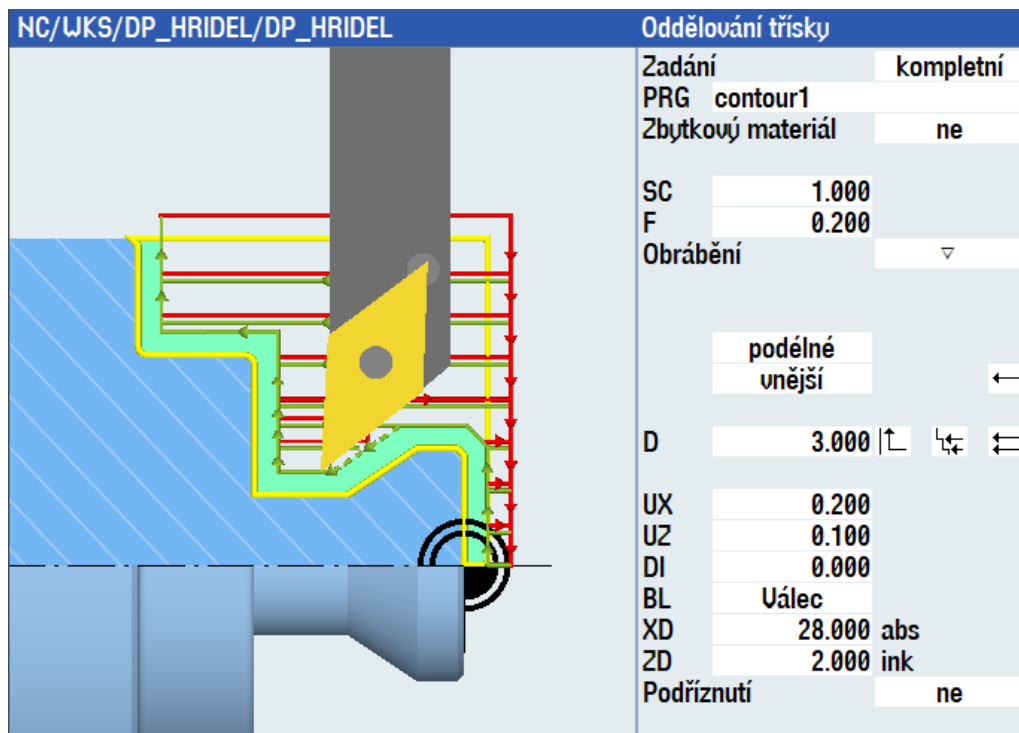 NC/WKS/DP_HRIDEL/DP_HRIDEL
Oddělování třísky
Zadání kompletní
PRG contour1
Zbytkový materiál ne
SC 1.000
F 0.200
Obrábění
podélné
vnější
D 3.000
UX 0.200
UZ 0.100
DI 0.000
BL Válec
XD 28.000 abs
ZD 2.000 ink
Podříznutí ne